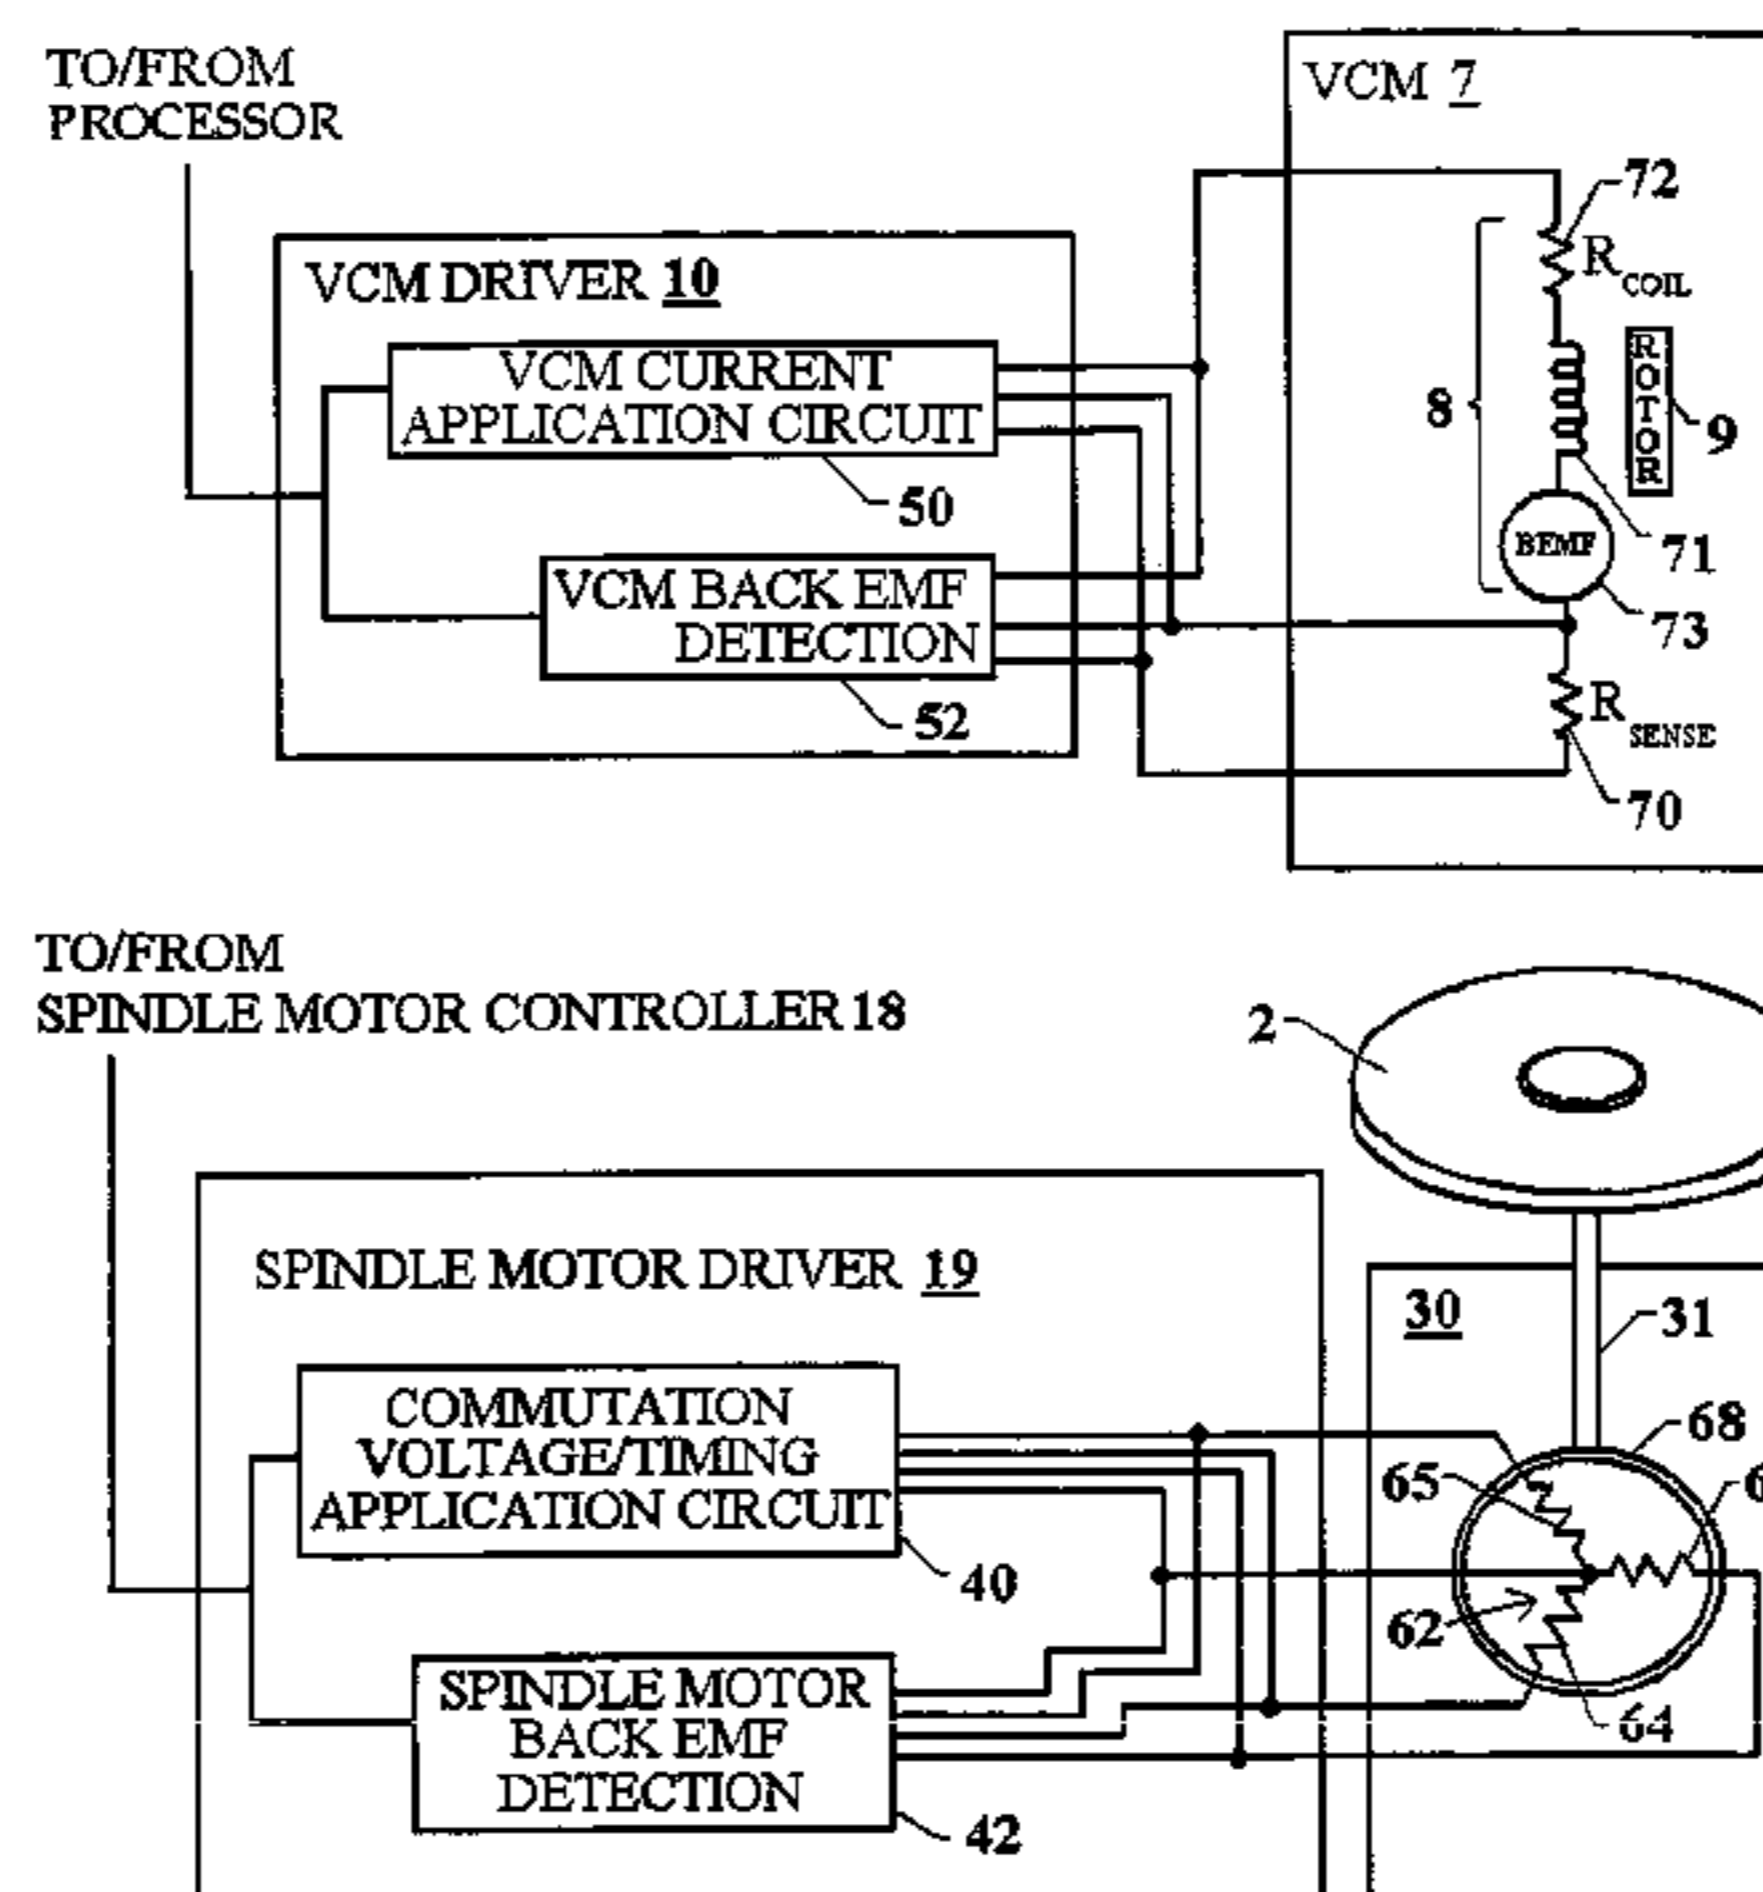 TO/FROM
PROCESSOR
VCM 7
72
VCM DRIVER 10
R COIL
VCM CURRENT
APPLICATION CIRCUIT
ROTOR
8
9
50
BEMF
71
VCM BACK EMF
DETECTION
73
52
R SENSE
70
TO/FROM
SPINDLE MOTOR CONTROLLER 18
2
SPINDLE MOTOR DRIVER 19
30
31
COMMUTATION
VOLTAGE/TIMING
APPLICATION CIRCUIT
68
65
40
62
SPINDLE MOTOR
BACK EMF
DETECTION
64
42